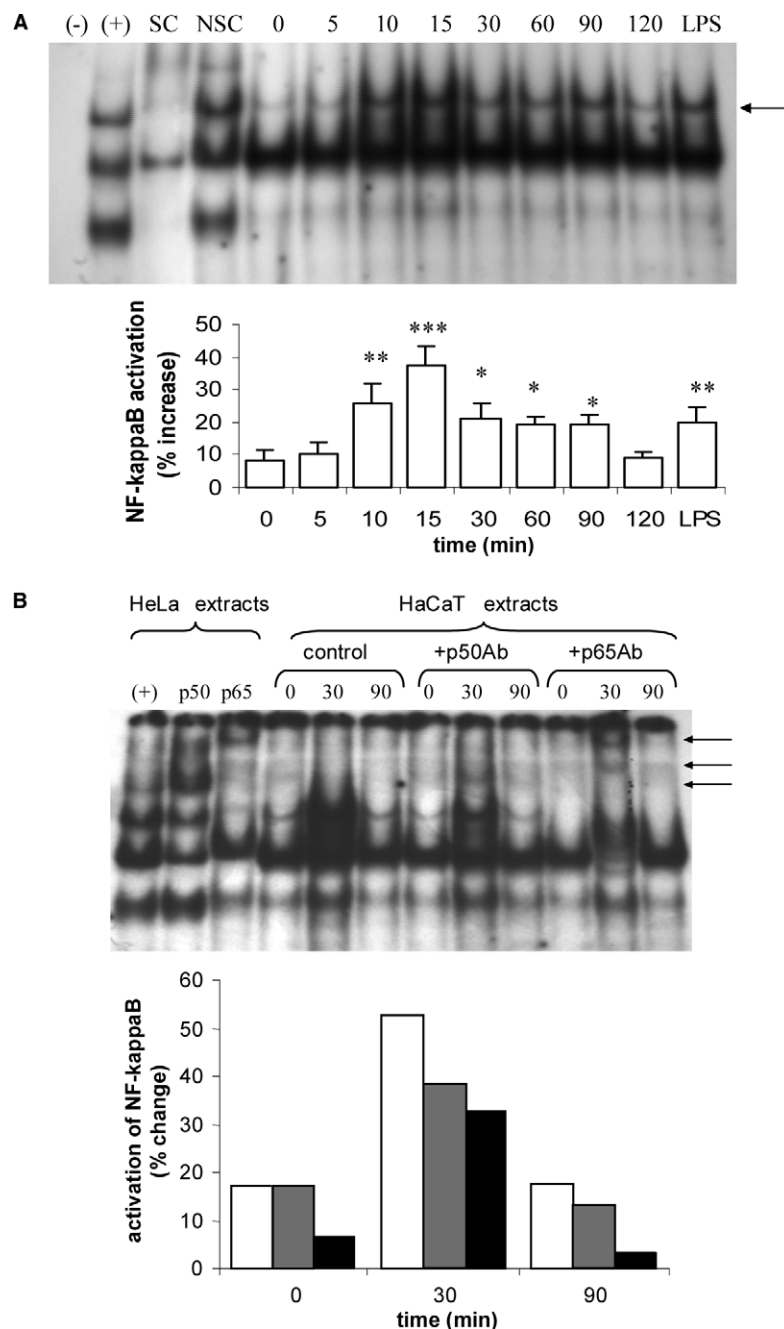 A
(-) (+) SC NSC 0 5 10 15 30 60 90 120 LPS
NF-kappaB activation
(% increase)
50
40
30
20
10
0
** *** * * * **
0 5 10 15 30 60 90 120 LPS
time (min)
B
HeLa extracts HaCaT extracts
control +p50Ab +p65Ab
(+) p50 p65 0 30 90 0 30 90 0 30 90
activation of NF-kappaB
(% change)
60
50
40
30
20
10
0
0 30 90
time (min)